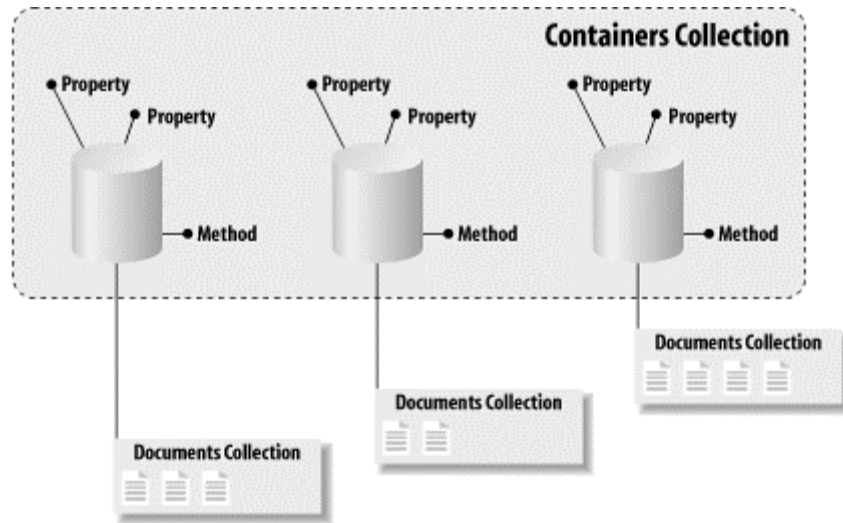 Containers Collection
Property
Property
Method
Property
Property
Method
Property
Property
Method
Documents Collection
Documents Collection
Documents Collection